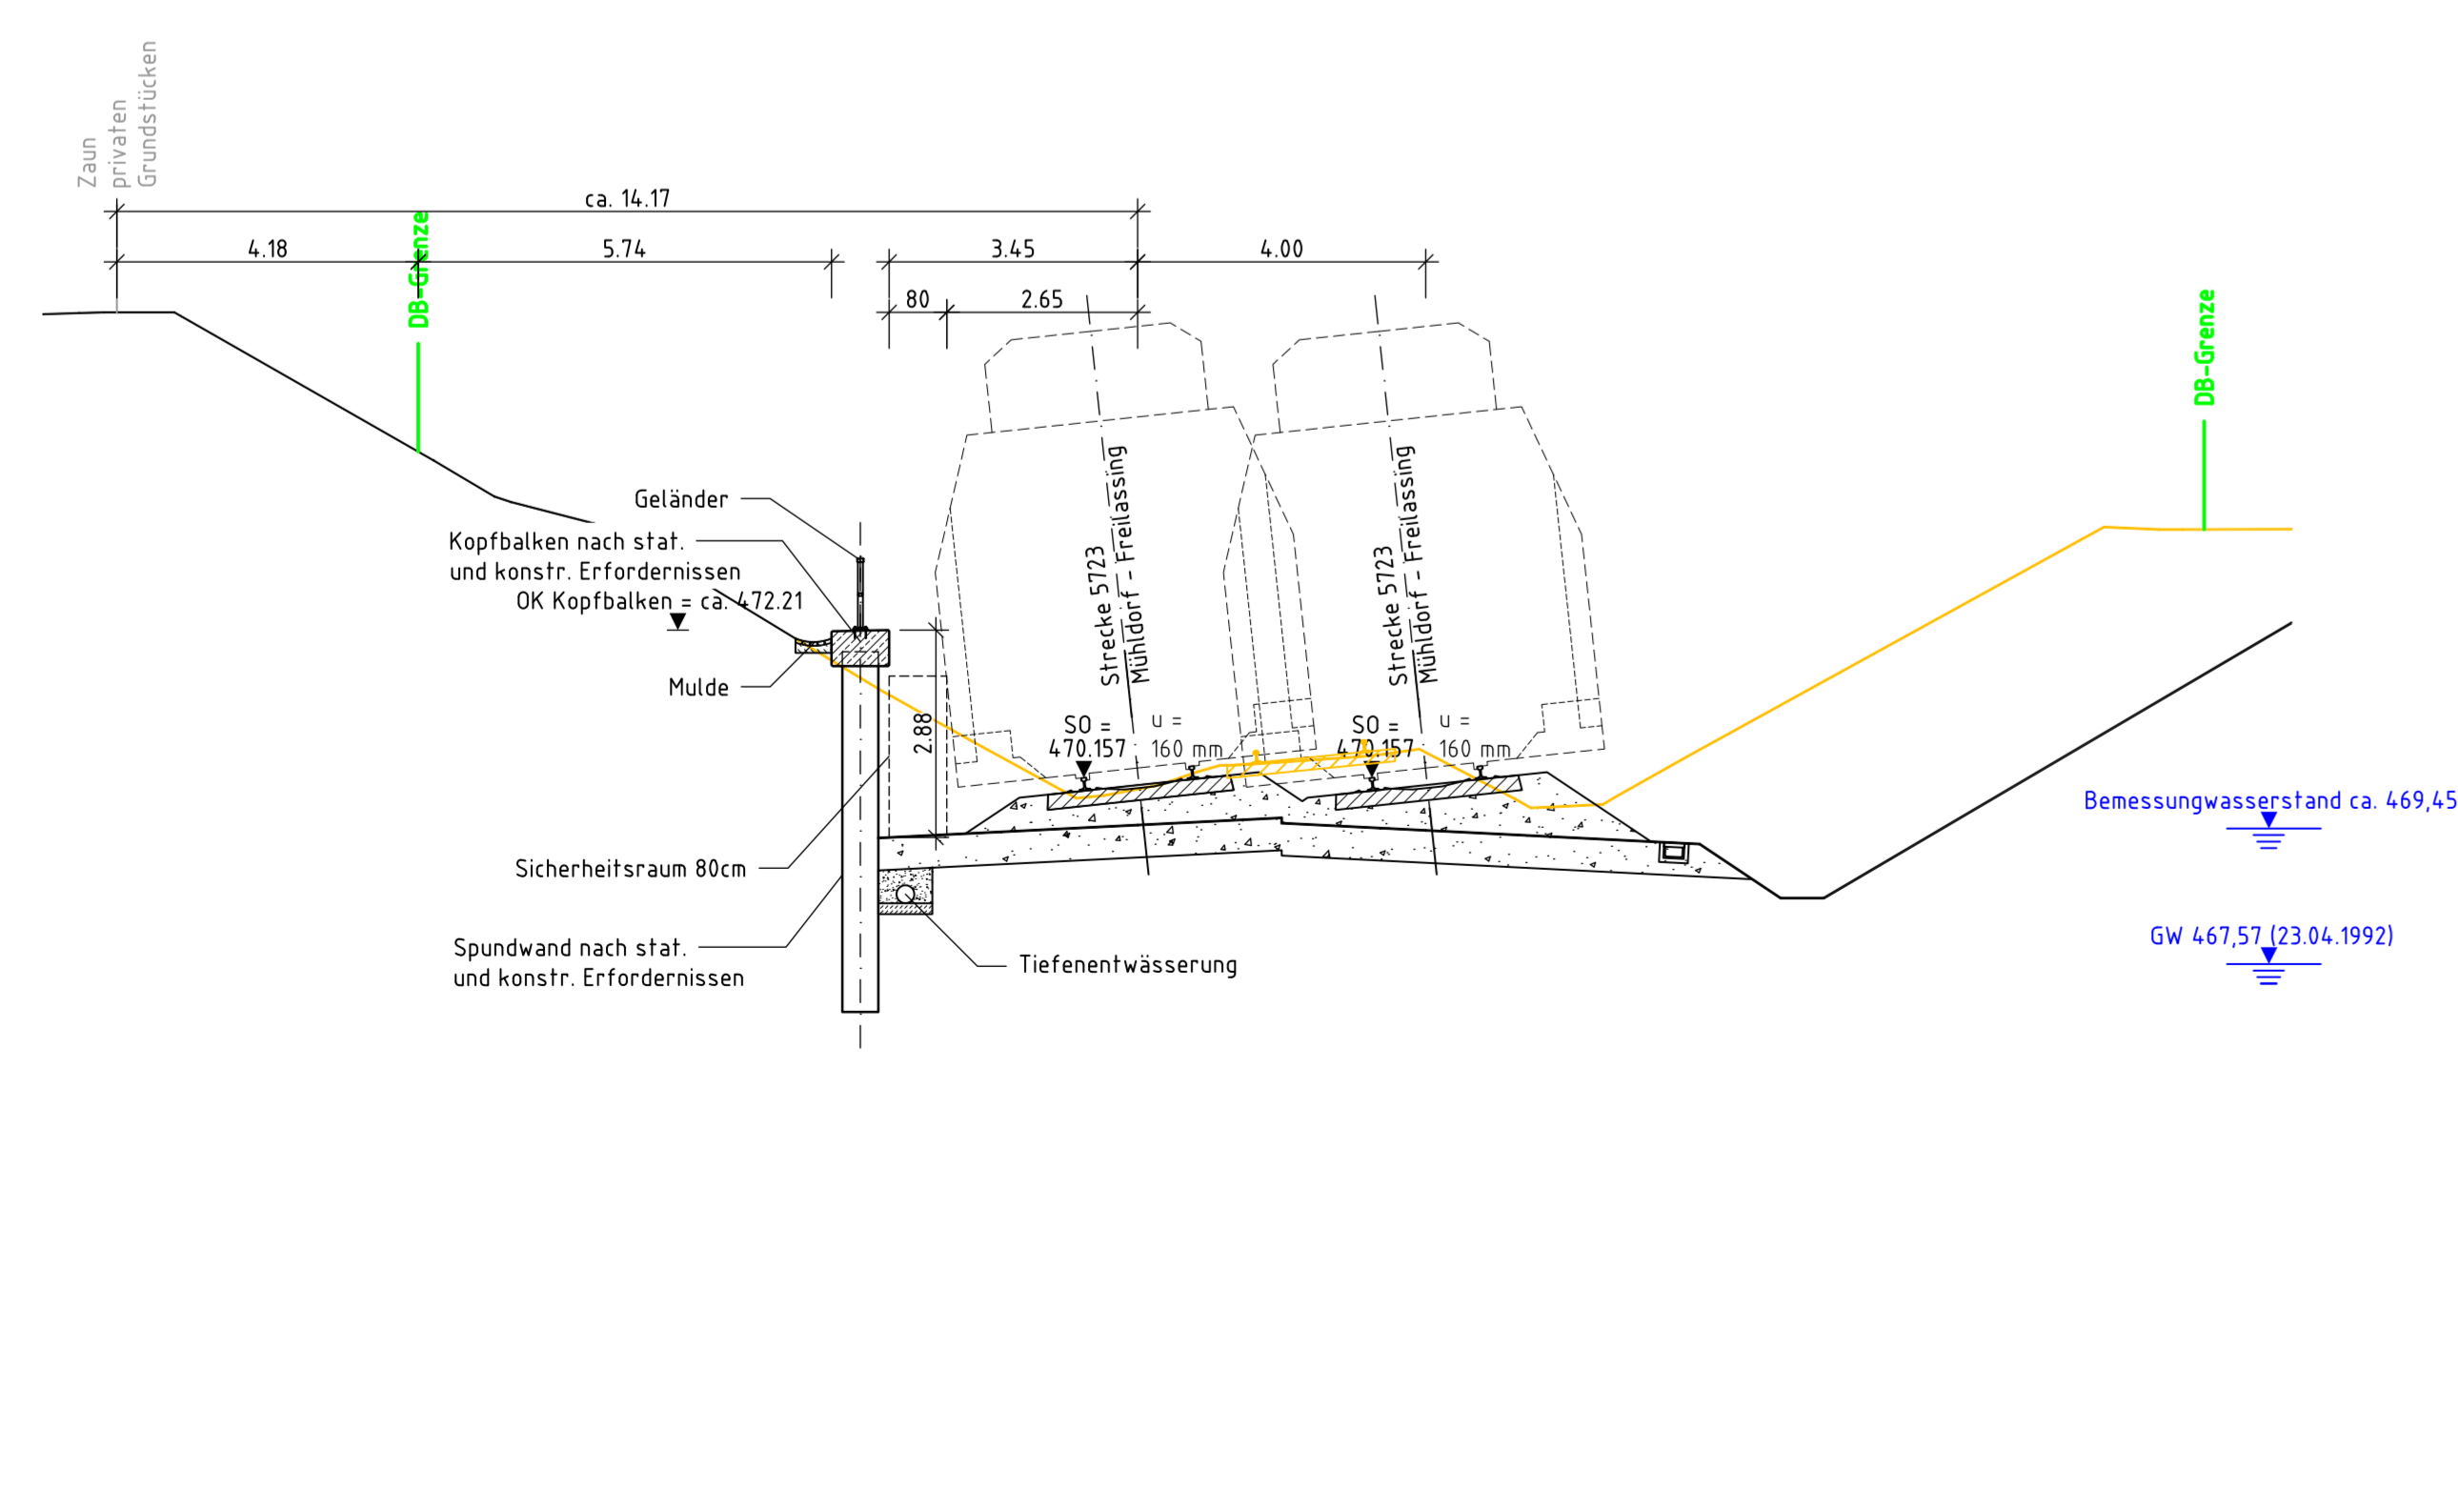 Zaun
privaten
Grundstücken
ca. 14.17
4.18
5.74
3.45
4.00
80
2.65
DB-Grenze
DB-Grenze
Geländer
Kopfbalken nach stat.
und konstr. Erfordernissen
OK Kopfbalken = ca. 472.21
Mulde
2.88
Strecke 5723
Mühldorf - Freilassing
Strecke 5723
Mühldorf - Freilassing
SO =
470.157
u =
160 mm
SO =
470.157
u =
160 mm
Bemessungwasserstand ca. 469,45
Sicherheitsraum 80cm
GW 467,57 (23.04.1992)
Spundwand nach stat.
und konstr. Erfordernissen
Tiefenentwässerung